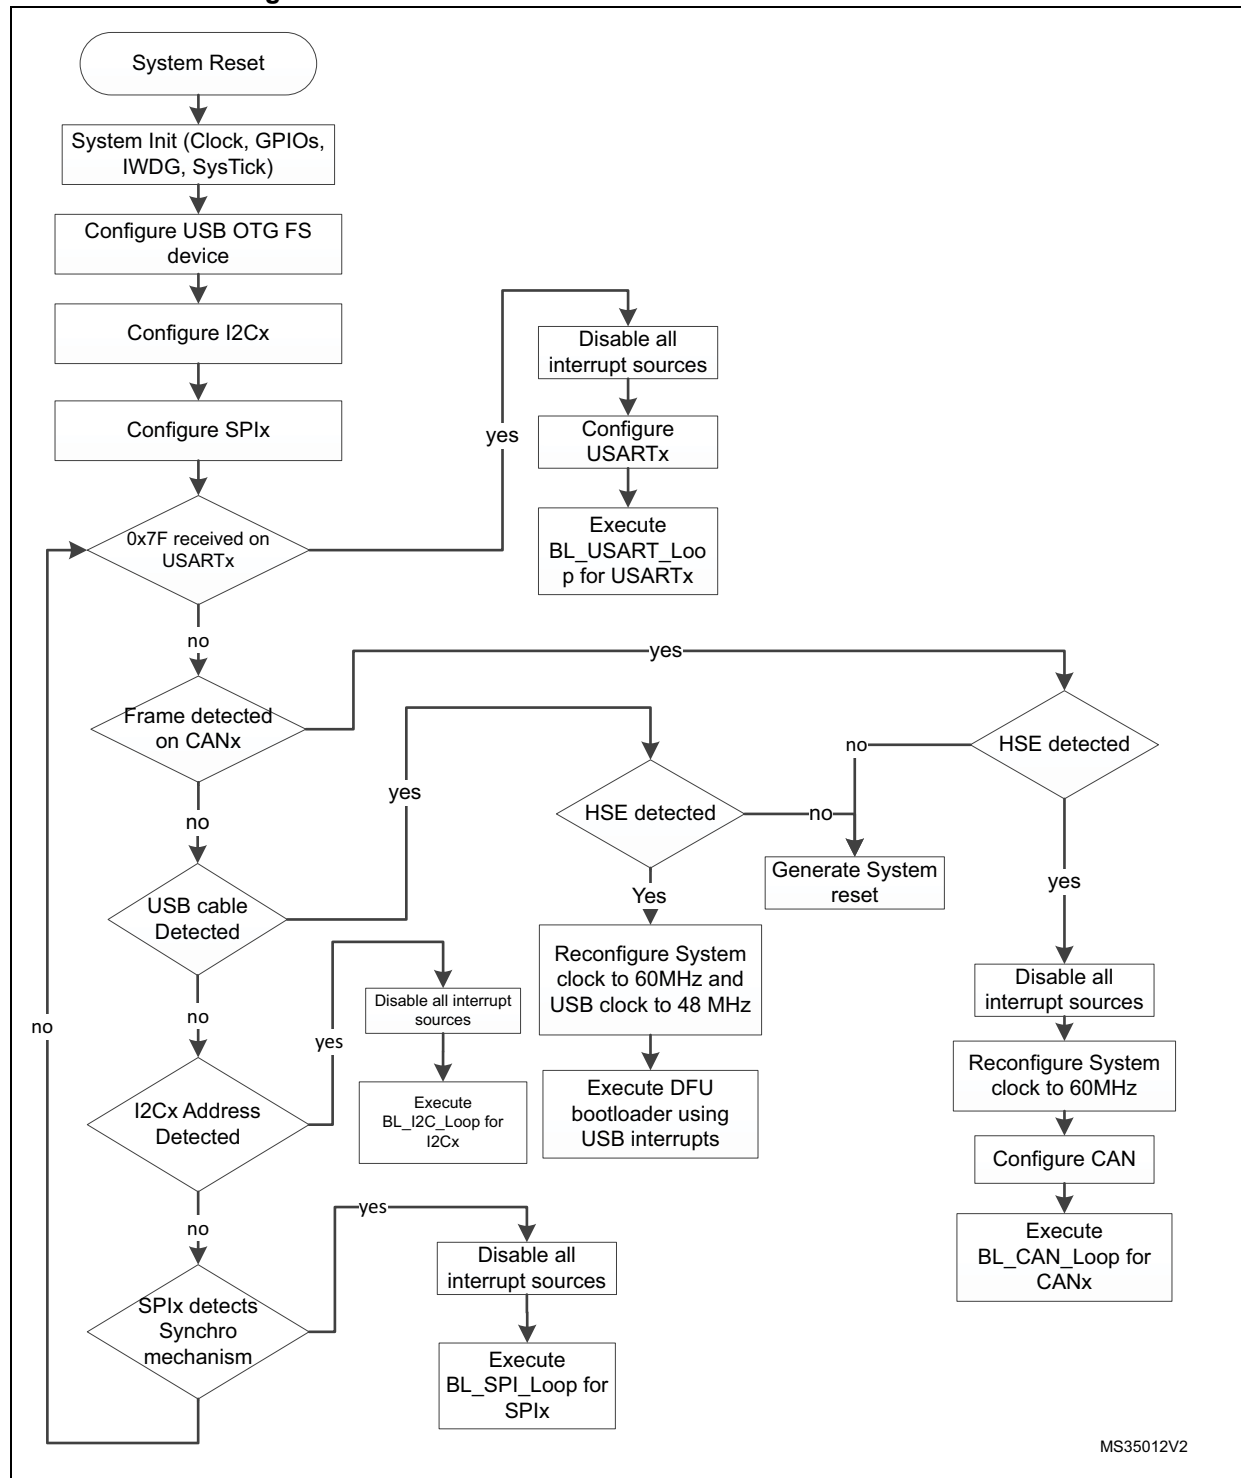 System Reset
System Init (Clock, GPIOs,
IWDG, SysTick)
Configure USB OTG FS
device
Configure I2Cx
Configure SPIx
0x7F received on
USARTx
yes
Disable all
interrupt sources
Configure
USARTx
Execute
BL_USART_Loo
p for USARTx
no
Frame detected
on CANx
yes
HSE detected
no
yes
Disable all
interrupt sources
Reconfigure System
clock to 60MHz
Configure CAN
Execute
BL_CAN_Loop for
CANx
no
USB cable
Detected
yes
HSE detected
no
Generate System
reset
Yes
Reconfigure System
clock to 60MHz and
USB clock to 48 MHz
Execute DFU
bootloader using
USB interrupts
no
I2Cx Address
Detected
yes
Disable all interrupt
sources
Execute
BL_I2C_Loop for
I2Cx
no
SPIx detects
Synchro
mechanism
yes
Disable all
interrupt sources
Execute
BL_SPI_Loop for
SPIx
no
MS35012V2